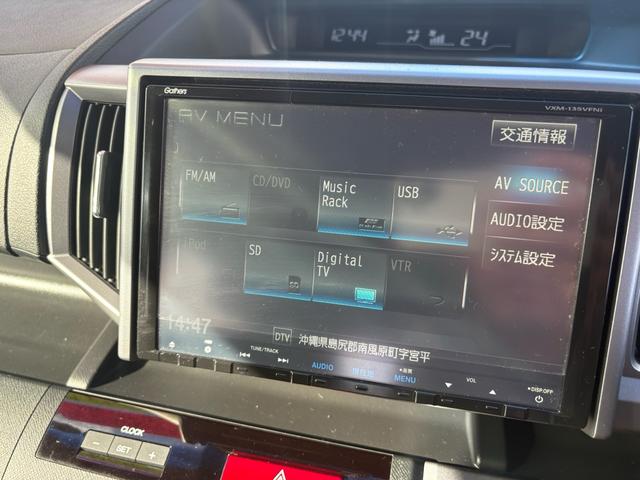 12:44 24
Gathers
VXM-135VFNi
AV MENU
交通情報
FM/AM CD/DVD Music Rack USB
AV SOURCE
AUDIO設定
iPod SD Digital TV VTR
システム設定
14:47
DTV 沖縄県島尻郡南風原町字宮平
TUNE/TRACK
AUDIO 現在地 MENU VOL DISP OFF
CLOCK
− SET +